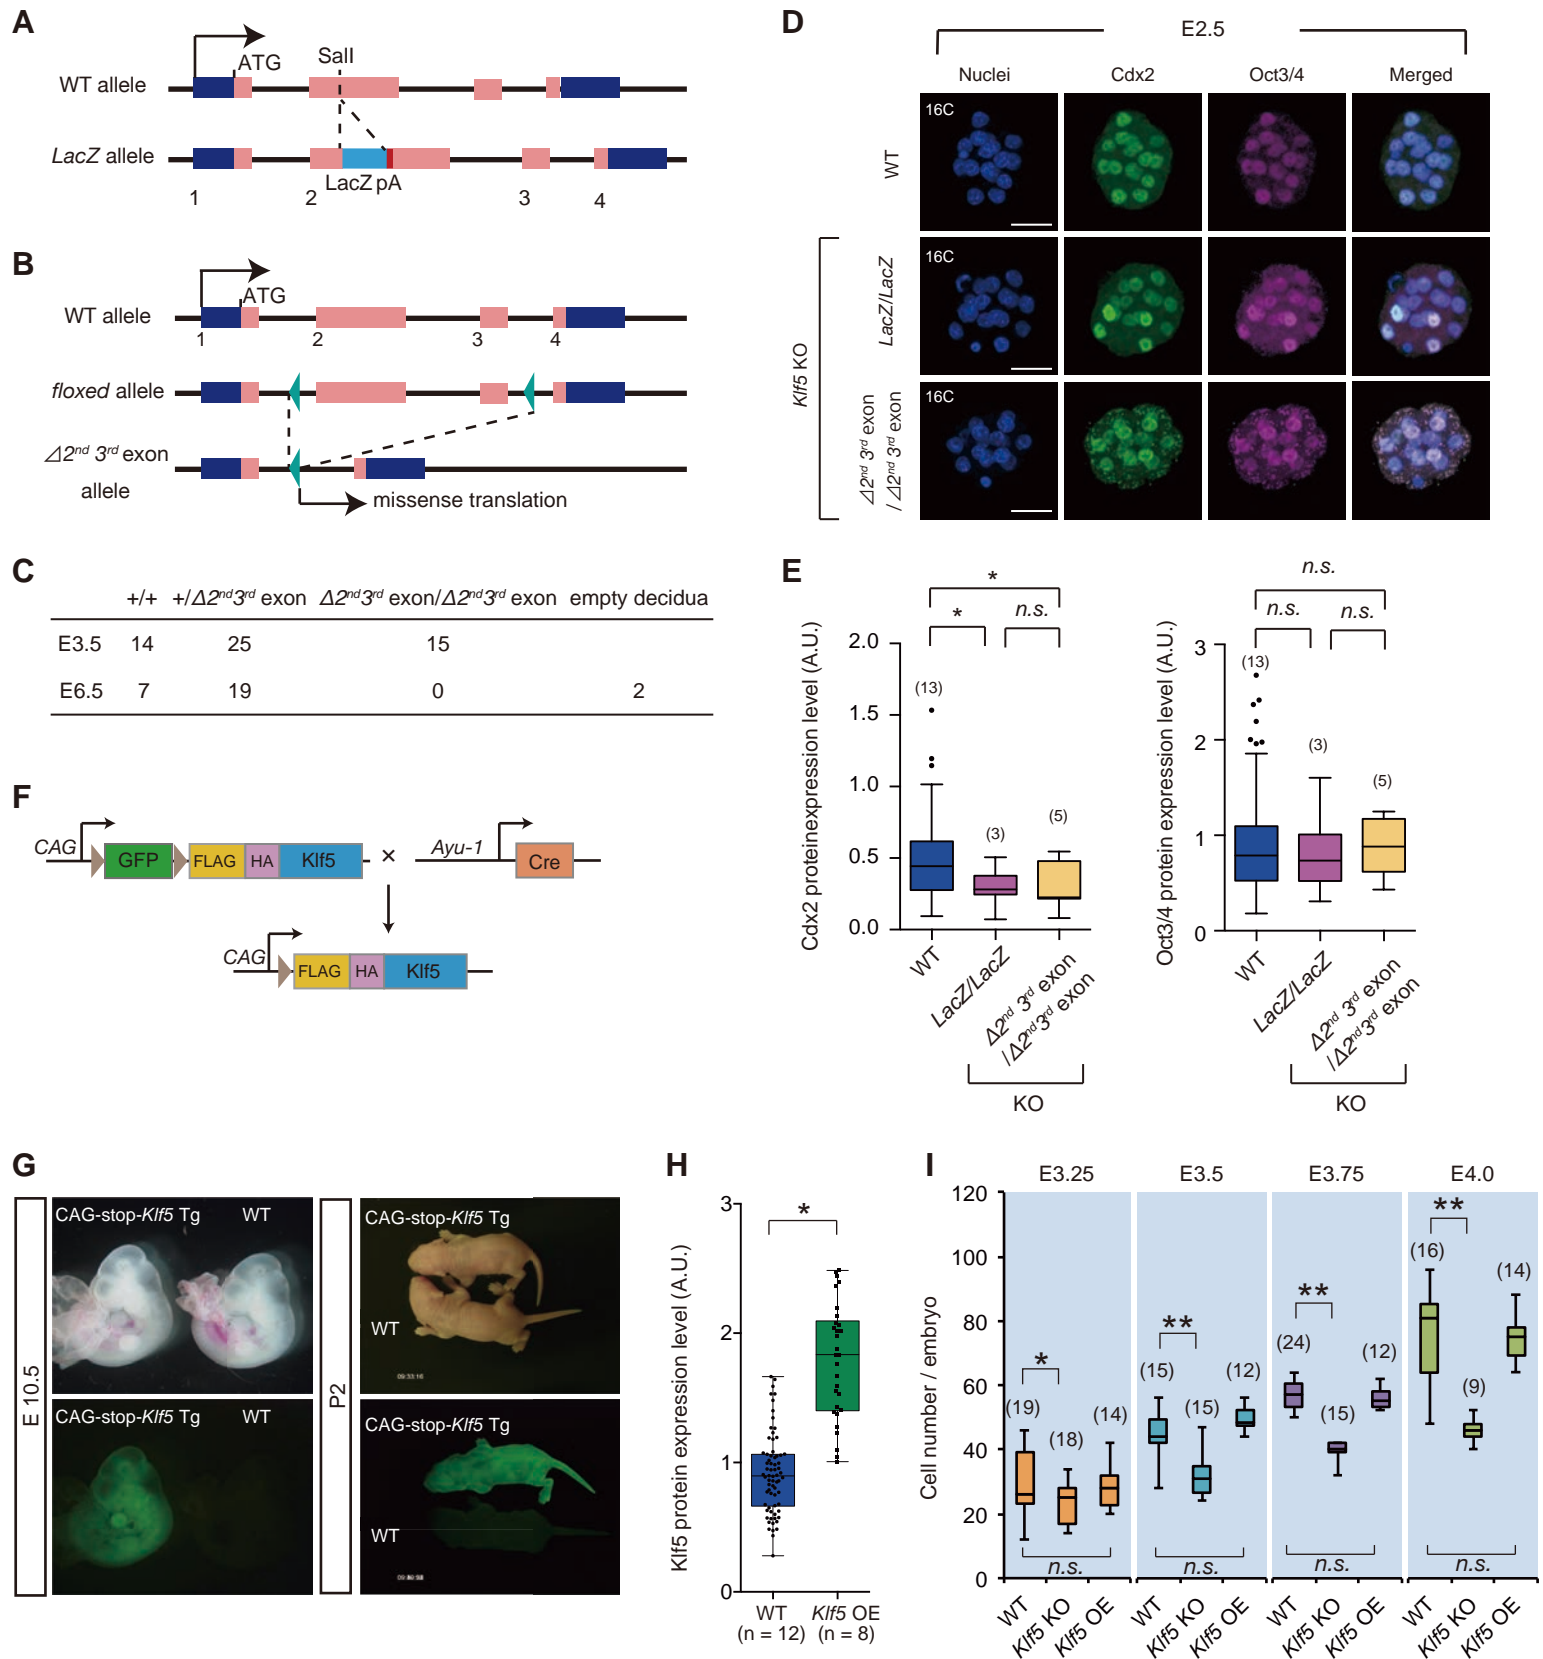 A
ATG
SalI
WT allele
LacZ allele
LacZ pA
1 2 3 4
B
ATG
WT allele
1 2 3 4
floxed allele
Δ2nd 3rd exon
allele
missense translation
C
+/+ +/Δ2nd3rd exon Δ2nd3rd exon/Δ2nd3rd exon empty decidua
E3.5 14 25 15
E6.5 7 19 0 2
D
E2.5
Nuclei Cdx2 Oct3/4 Merged
WT
16C
Klf5 KO
LacZ/LacZ
16C
Δ2nd 3rd exon
/ Δ2nd 3rd exon
16C
E
Cdx2 proteinexpression level (A.U.)
2.0
1.5
1.0
0.5
0.0
*
* n.s.
(13)
(3)
(5)
WT
LacZ/LacZ
Δ2nd 3rd exon
/Δ2nd3rd exon
KO
Oct3/4 protein expression level (A.U.)
3
2
1
0
n.s.
n.s. n.s.
(13)
(3)
(5)
WT
LacZ/LacZ
Δ2nd 3rd exon
/Δ2nd3rd exon
KO
F
CAG
GFP FLAG HA Klf5
×
Ayu-1
Cre
CAG
FLAG HA Klf5
G
E 10.5
CAG-stop-Klf5 Tg WT
CAG-stop-Klf5 Tg WT
P2
CAG-stop-Klf5 Tg
WT
09:33:16
CAG-stop-Klf5 Tg
WT
H
Klf5 protein expression level (A.U.)
3
2
1
0
*
WT
(n = 12)
Klf5 OE
(n = 8)
I
E3.25 E3.5 E3.75 E4.0
Cell number / embryo
120
100
80
60
40
20
0
*
(19) (18) (14)
n.s.
**
(15) (15) (12)
n.s.
**
(24) (15) (12)
n.s.
**
(16) (9) (14)
n.s.
WT Klf5 KO Klf5 OE WT Klf5 KO Klf5 OE WT Klf5 KO Klf5 OE WT Klf5 KO Klf5 OE